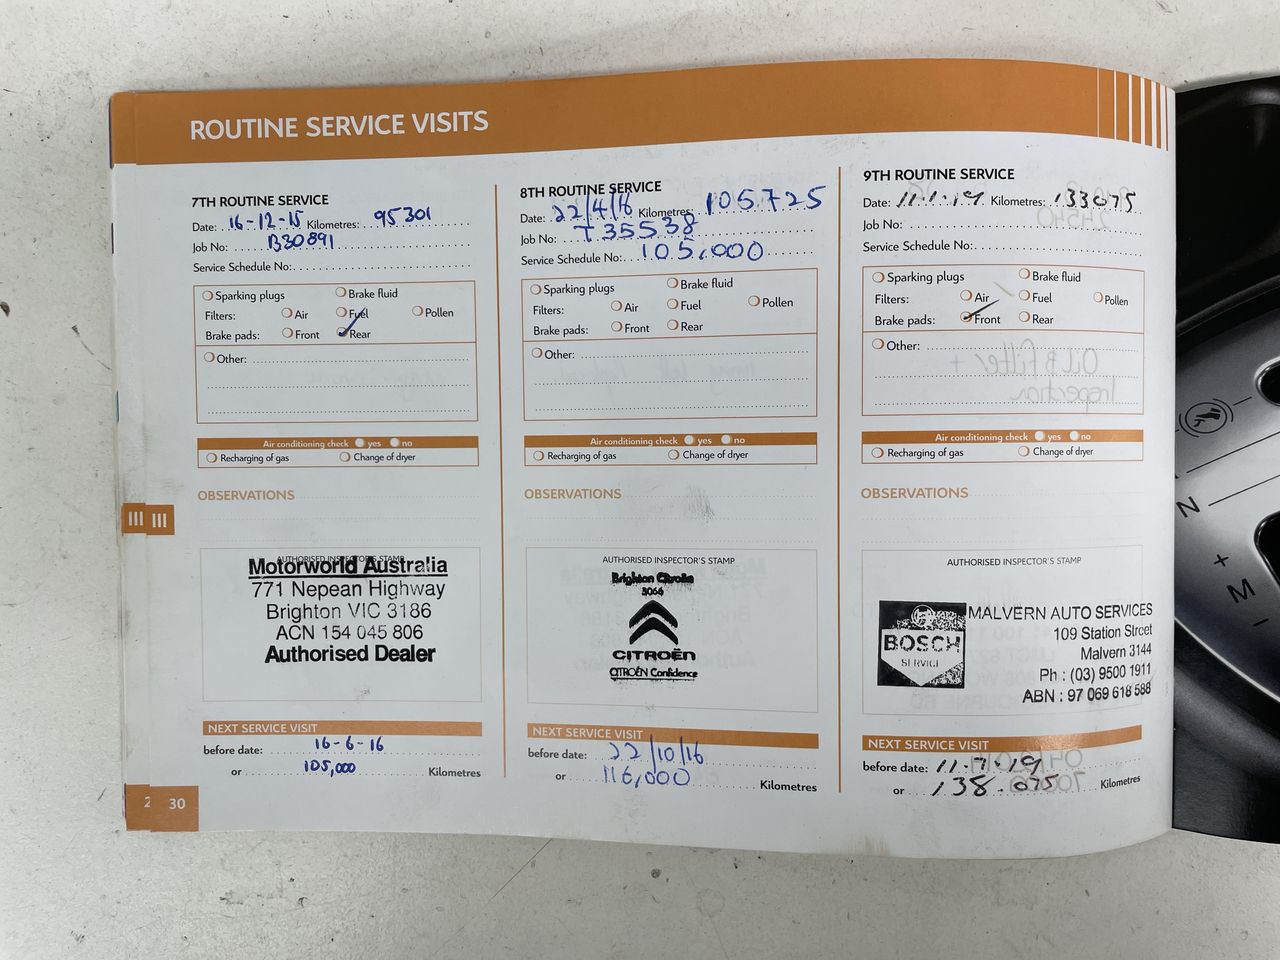 ROUTINE SERVICE VISITS
7TH ROUTINE SERVICE
Date: 16-12-15 Kilometres: 95301
Job No: B30891
Service Schedule No:
Sparking plugs Brake fluid
Filters: Air Fuel Pollen
Brake pads: Front Rear
Other:
Air conditioning check yes no
Recharging of gas Change of dryer
OBSERVATIONS
AUTHORISED INSPECTOR'S STAMP
Motorworld Australia
771 Nepean Highway
Brighton VIC 3186
ACN 154 045 806
Authorised Dealer
NEXT SERVICE VISIT
before date: 16-6-16
or 105,000 Kilometres
8TH ROUTINE SERVICE
Date: 22/4/16 Kilometres: 105725
Job No: T35538
Service Schedule No: 105,000
Sparking plugs Brake fluid
Filters: Air Fuel Pollen
Brake pads: Front Rear
Other:
Air conditioning check yes no
Recharging of gas Change of dryer
OBSERVATIONS
AUTHORISED INSPECTOR'S STAMP
Brighton Citroën
3064
CITROËN
CITROËN Confidence
NEXT SERVICE VISIT
before date: 22/10/16
or 116,000 Kilometres
9TH ROUTINE SERVICE
Date: 11.1.19 Kilometres: 133075
Job No:
Service Schedule No:
Sparking plugs Brake fluid
Filters: Air Fuel Pollen
Brake pads: Front Rear
Other:
Air conditioning check yes no
Recharging of gas Change of dryer
OBSERVATIONS
AUTHORISED INSPECTOR'S STAMP
BOSCH
SERVICE
MALVERN AUTO SERVICES
109 Station Street
Malvern 3144
Ph : (03) 9500 1911
ABN : 97 069 618 588
NEXT SERVICE VISIT
before date: 11.7.19
or 138.075 Kilometres
III III
2 30
N
+
M
-